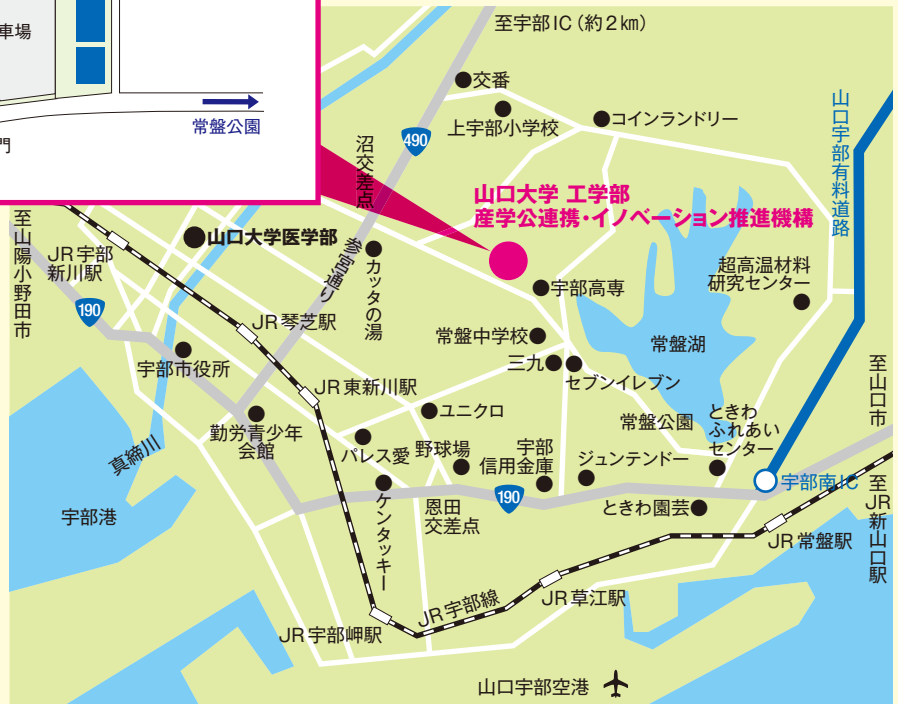 車場
常盤公園
門
至宇部IC（約2km）
交番
上宇部小学校
コインランドリー
490
沼交差点
山口宇部有料道路
山口大学 工学部
産学公連携・イノベーション推進機構
至山陽小野田市
山口大学医学部
JR宇部
新川駅
参宮通り
カッタの湯
宇部高専
超高温材料
研究センター
190
JR琴芝駅
常盤中学校
常盤湖
宇部市役所
三九
セブンイレブン
至山口市
JR東新川駅
ユニクロ
常盤公園
ときわ
ふれあい
センター
勤労青少年
会館
パレス愛
野球場
宇部
信用金庫
ジュンテンドー
真締川
宇部南IC
190
ケンタッキー
恩田
交差点
ときわ園芸
至JR新山口駅
宇部港
JR常盤駅
JR宇部線
JR草江駅
JR宇部岬駅
山口宇部空港